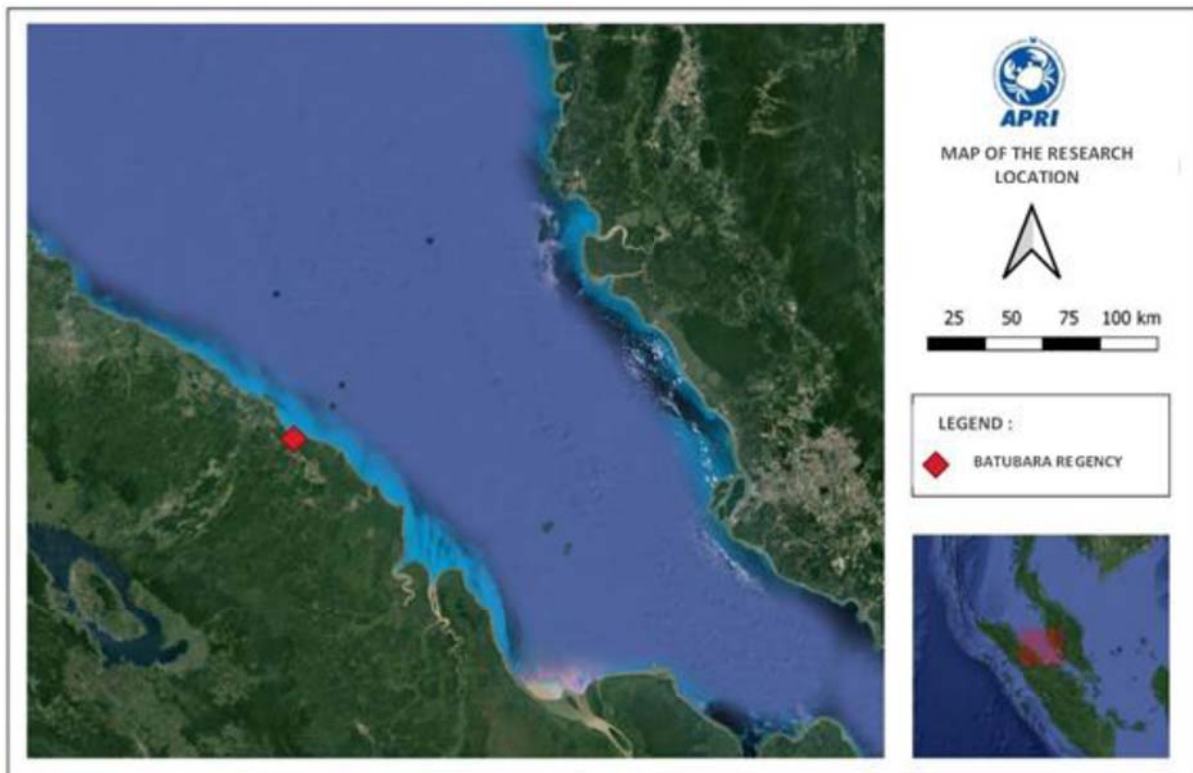 APRI
MAP OF THE RESEARCH
LOCATION
25 50 75 100 km
LEGEND :
BATUBARA REGENCY